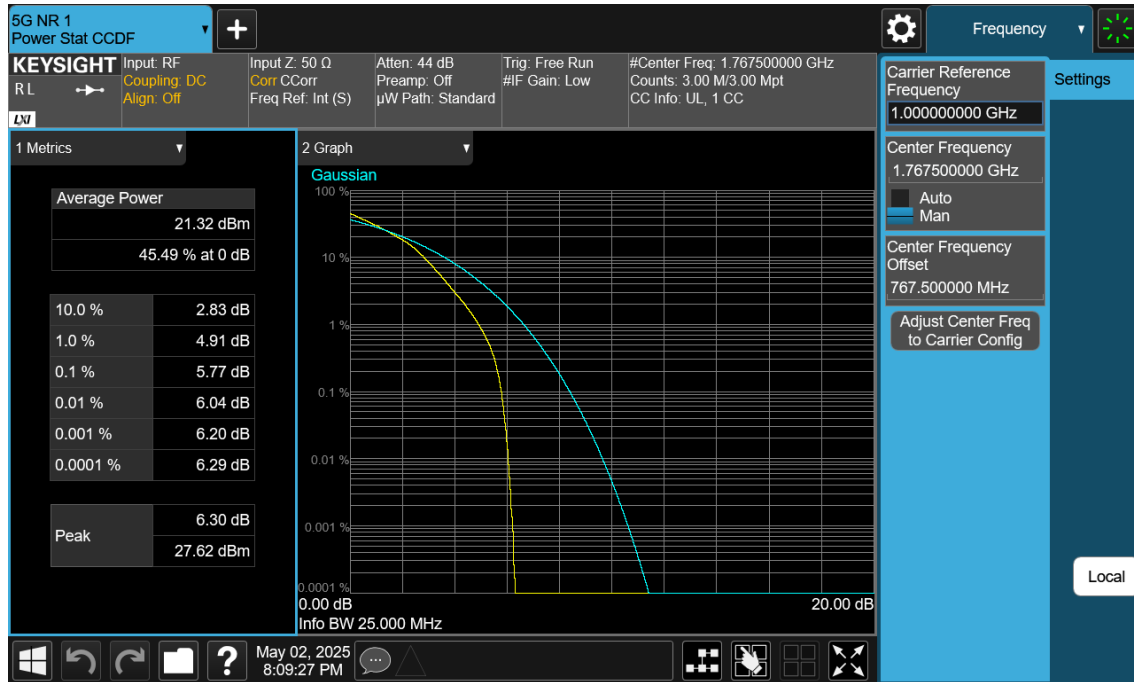 5G NR 1
Power Stat CCDF
Frequency
KEYSIGHT
R L
LXI
Input: RF
Coupling: DC
Align: Off
Input Z: 50 Ω
Corr CCorr
Freq Ref: Int (S)
Atten: 44 dB
Preamp: Off
µW Path: Standard
Trig: Free Run
#IF Gain: Low
#Center Freq: 1.767500000 GHz
Counts: 3.00 M/3.00 Mpt
CC Info: UL, 1 CC
1 Metrics
Average Power
21.32 dBm
45.49 % at 0 dB
10.0 % 2.83 dB
1.0 % 4.91 dB
0.1 % 5.77 dB
0.01 % 6.04 dB
0.001 % 6.20 dB
0.0001 % 6.29 dB
Peak
6.30 dB
27.62 dBm
2 Graph
Gaussian
100 %
10 %
1 %
0.1 %
0.01 %
0.001 %
0.0001 %
0.00 dB 20.00 dB
Info BW 25.000 MHz
Carrier Reference
Frequency
1.000000000 GHz
Center Frequency
1.767500000 GHz
Auto
Man
Center Frequency
Offset
767.500000 MHz
Adjust Center Freq
to Carrier Config
Settings
Local
?
May 02, 2025
8:09:27 PM